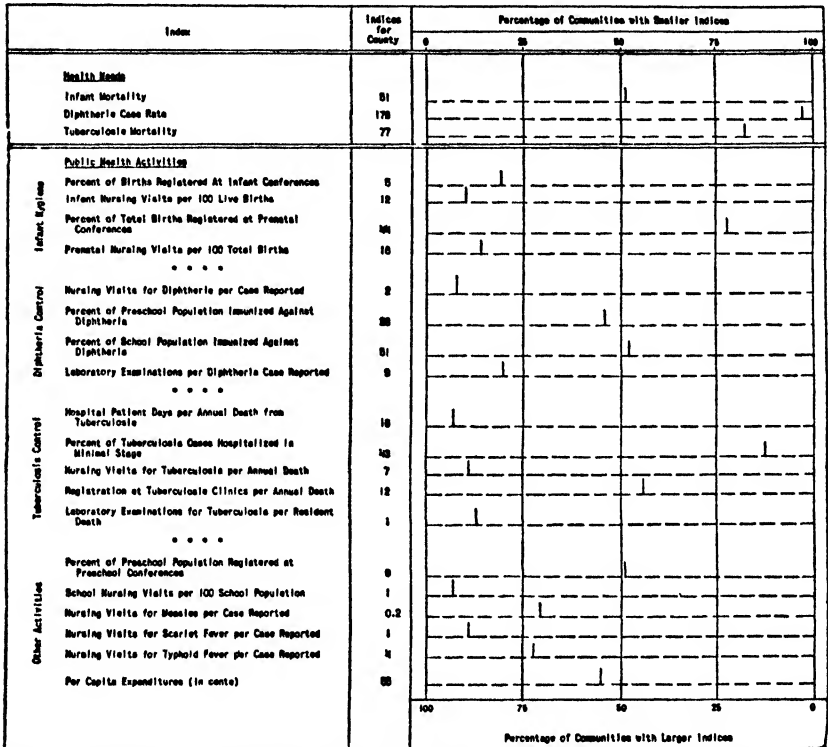 Index
Indices for County
Percentage of Communities with Smaller Indices
0 25 50 75 100
Health Needs
Infant Mortality 51
Diphtheria Case Rate 178
Tuberculosis Mortality 77
Public Health Activities
Infant Hygiene
Percent of Births Registered At Infant Conferences 5
Infant Nursing Visits per 100 Live Births 12
Percent of Total Births Registered at Prenatal
Conferences 44
Prenatal Nursing Visits per 100 Total Births 18
* * * *
Diphtheria Control
Nursing Visits for Diphtheria per Case Reported 2
Percent of Preschool Population Immunized Against
Diphtheria
Percent of School Population Immunized Against
Diphtheria 51
Laboratory Examinations per Diphtheria Case Reported 9
* * * *
Tuberculosis Control
Hospital Patient Days per Annual Death from
Tuberculosis 18
Percent of Tuberculosis Cases Hospitalized in
Minimal Stage
Nursing Visits for Tuberculosis per Annual Death 7
Registration at Tuberculosis Clinics per Annual Death 12
Laboratory Examinations for Tuberculosis per Resident
Death 1
* * * *
Other Activities
Percent of Preschool Population Registered at
Preschool Conferences
School Nursing Visits per 100 School Population 1
Nursing Visits for Measles per Case Reported 0.2
Nursing Visits for Scarlet Fever per Case Reported 1
Nursing Visits for Typhoid Fever per Case Reported 4
Per Capita Expenditures (in cents)
100 75 50 25 0
Percentage of Communities with Larger Indices